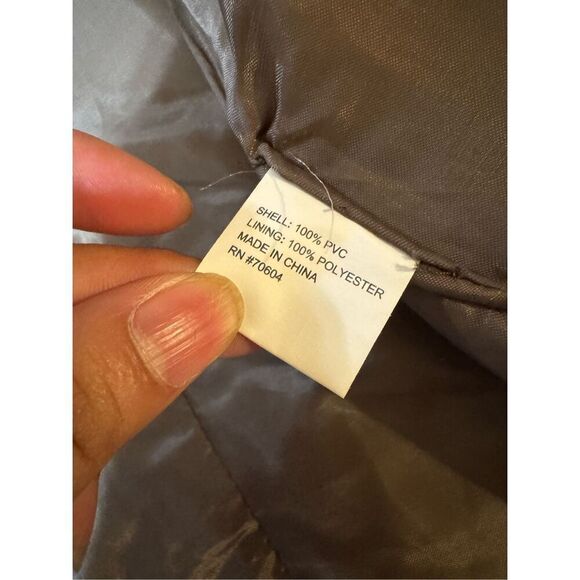 SHELL: 100% PVC
LINING: 100% POLYESTER
MADE IN CHINA
RN #70604